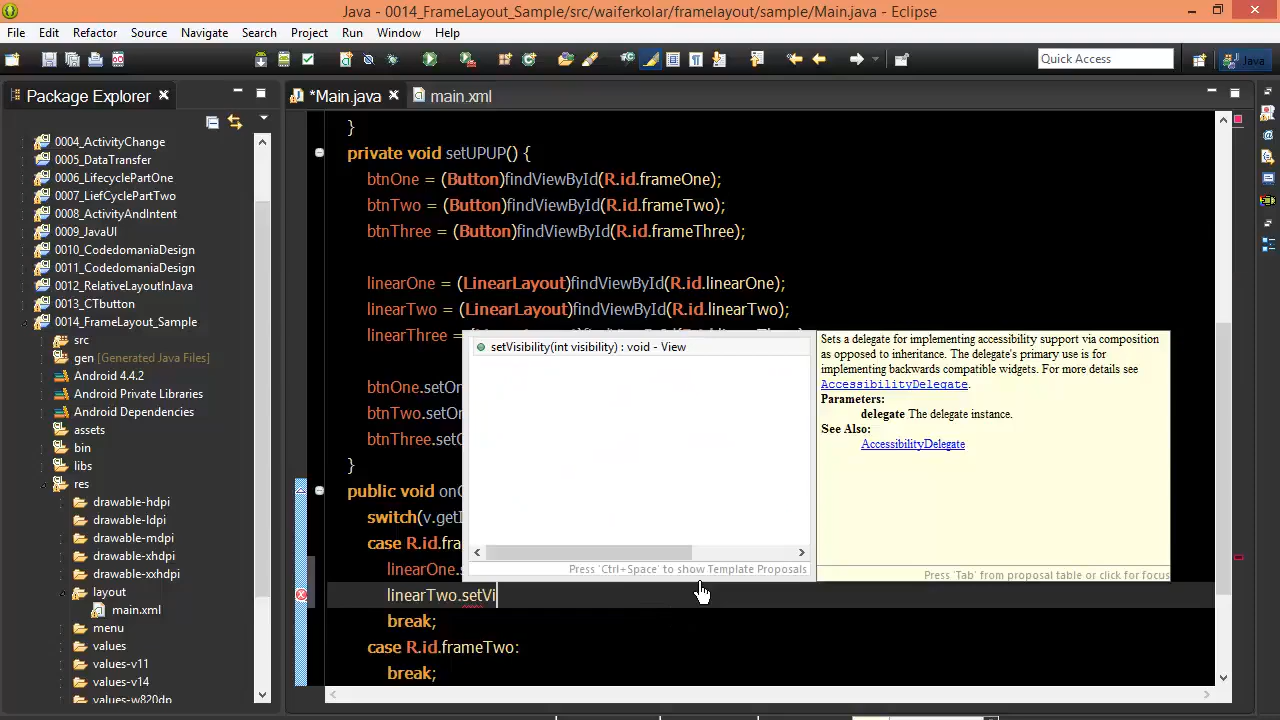 Java - 0014_FrameLayout_Sample/src/waiferkolar/framelayout/sample/Main.java - Eclipse
File Edit Refactor Source Navigate Search Project Run Window Help
Quick Access
Java
Package Explorer
*Main.java
main.xml
0004_ActivityChange
0005_DataTransfer
0006_LifecyclePartOne
0007_LiefCyclePartTwo
0008_ActivityAndIntent
0009_JavaUI
0010_CodedomaniaDesign
0011_CodedomaniaDesign
0012_RelativeLayoutInJava
0013_CTbutton
0014_FrameLayout_Sample
src
gen [Generated Java Files]
Android 4.4.2
Android Private Libraries
Android Dependencies
assets
bin
libs
res
drawable-hdpi
drawable-ldpi
drawable-mdpi
drawable-xhdpi
drawable-xxhdpi
layout
main.xml
menu
values
values-v11
values-v14
values-w820dp
}
private void setUPUP() {
btnOne = (Button)findViewById(R.id.frameOne);
btnTwo = (Button)findViewById(R.id.frameTwo);
btnThree = (Button)findViewById(R.id.frameThree);
linearOne = (LinearLayout)findViewById(R.id.linearOne);
linearTwo = (LinearLayout)findViewById(R.id.linearTwo);
linearThree =
btnOne.setOn
btnTwo.setOn
btnThree.setO
}
public void onC
switch(v.getI
case R.id.fra
linearOne.s
linearTwo.setVi
break;
case R.id.frameTwo:
break;
setVisibility(int visibility) : void - View
Press 'Ctrl+Space' to show Template Proposals
Sets a delegate for implementing accessibility support via composition
as opposed to inheritance. The delegate's primary use is for
implementing backwards compatible widgets. For more details see
AccessibilityDelegate.
Parameters:
delegate The delegate instance.
See Also:
AccessibilityDelegate
Press 'Tab' from proposal table or click for focus